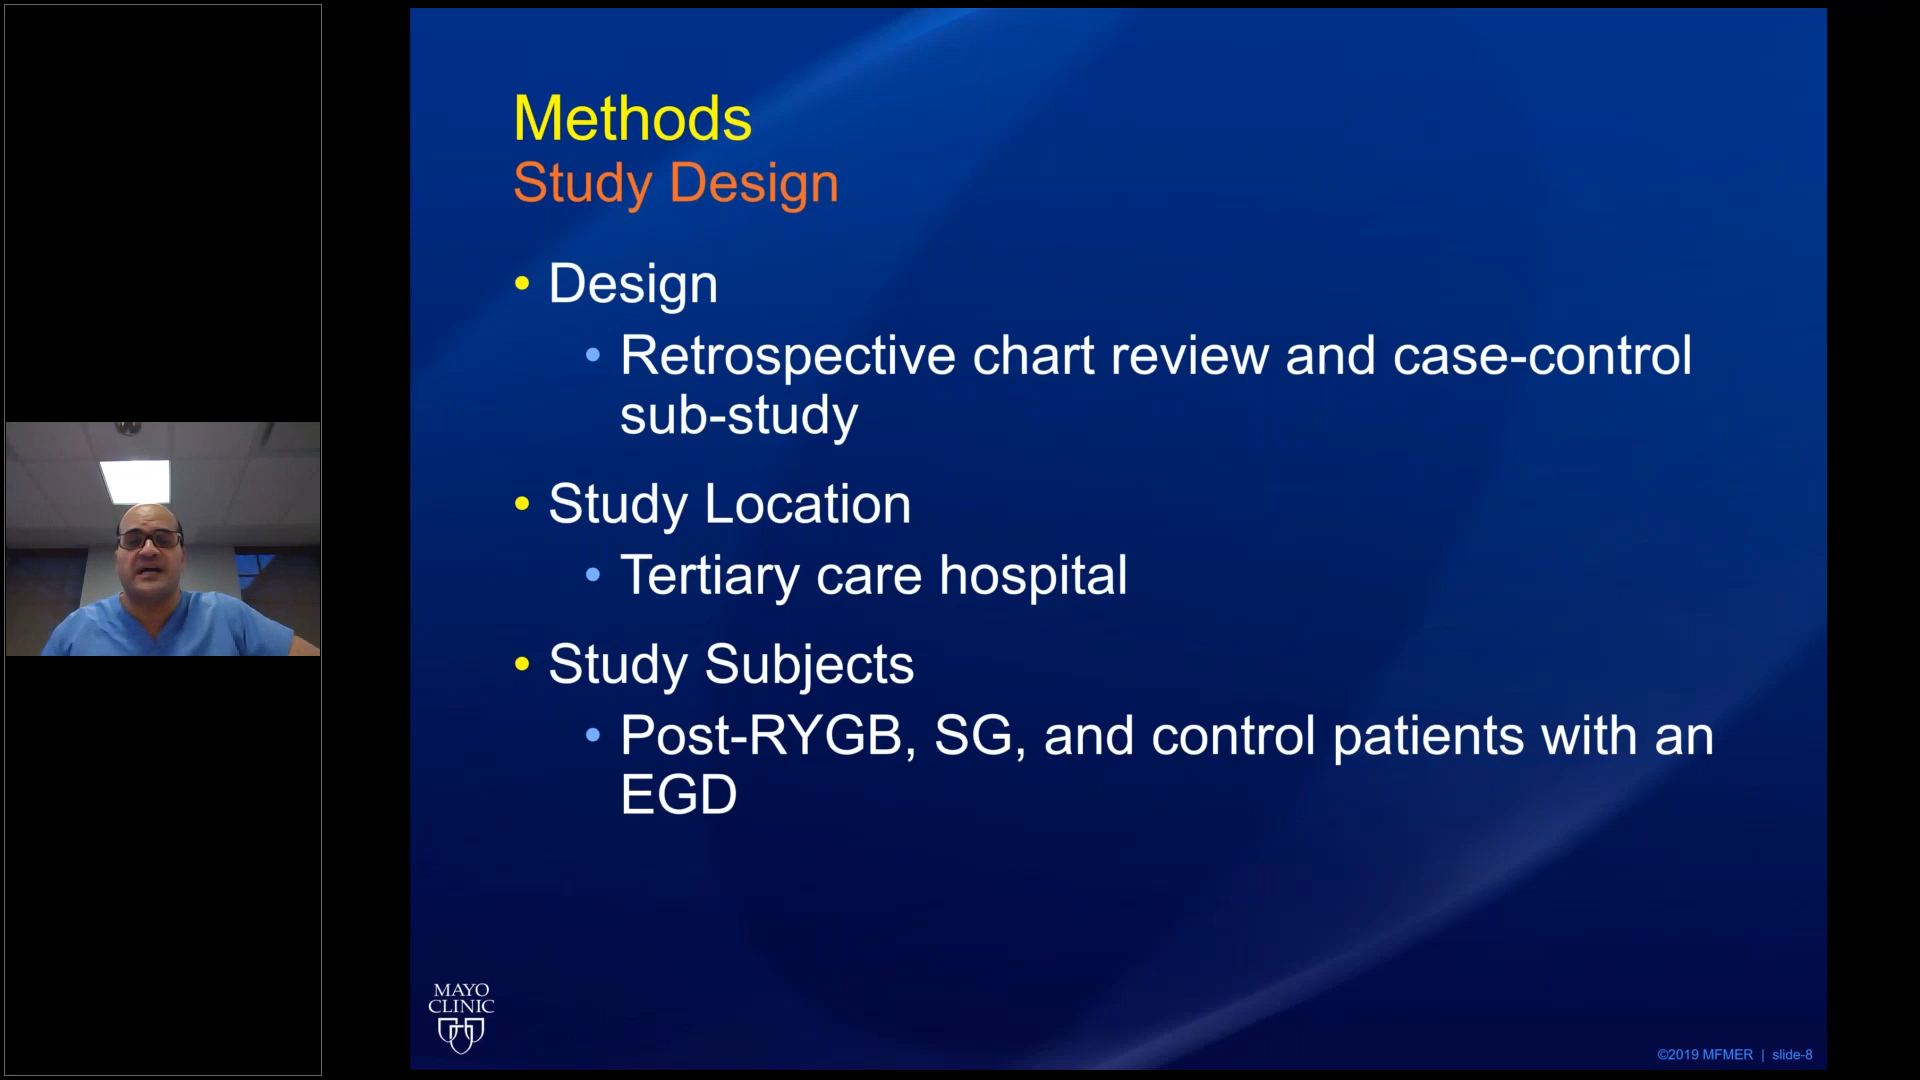 Methods
Study Design
• Design
• Retrospective chart review and case-control
sub-study
• Study Location
• Tertiary care hospital
• Study Subjects
• Post-RYGB, SG, and control patients with an
EGD
MAYO
CLINIC
©2019 MFMER | slide-8